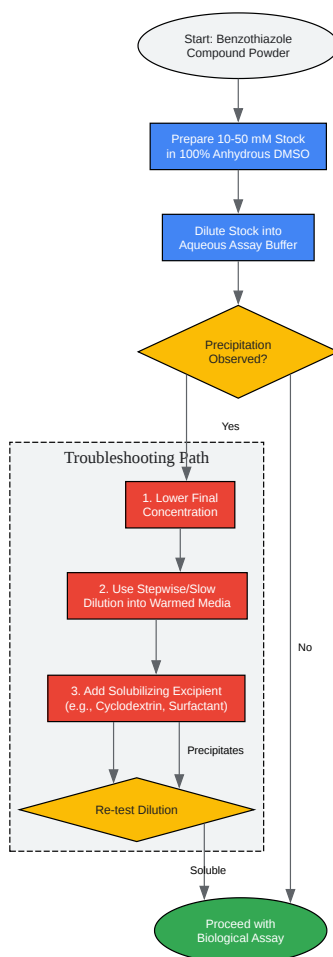 Start: Benzothiazole
Compound Powder
Prepare 10-50 mM Stock
in 100% Anhydrous DMSO
Dilute Stock into
Aqueous Assay Buffer
Precipitation
Observed?
Yes
Troubleshooting Path
1. Lower Final
Concentration
2. Use Stepwise/Slow
Dilution into Warmed Media
No
3. Add Solubilizing Excipient
(e.g., Cyclodextrin, Surfactant)
Precipitates
Re-test Dilution
Soluble
Proceed with
Biological Assay